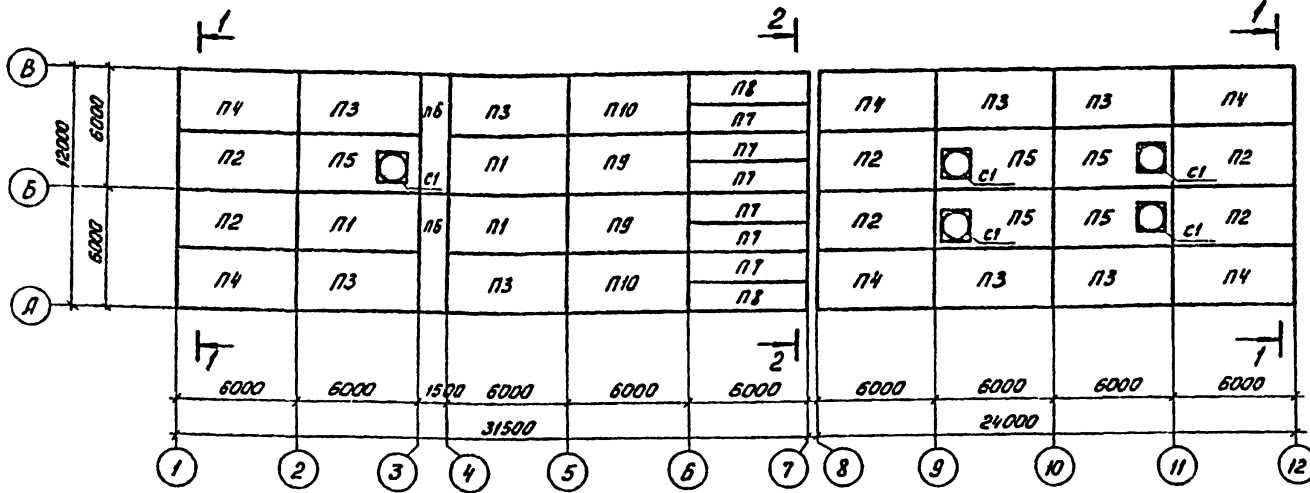 1 2 1
В П4 П3 п6 П3 П10 П8 П4 П3 П3 П4
П7
12000 6000 П2 П5 С1 П1 П9 П7 П2 С1 П5 П5 С1 П2
П7
Б
6000 П2 П1 п6 П1 П9 П7 П2 С1 П5 П5 С1 П2
П7
П4 П3 П3 П10 П7 П4 П3 П3 П4
П8
А
1 2 1
6000 6000 1500 6000 6000 6000 6000 6000 6000 6000
31500 24000
1 2 3 4 5 6 7 8 9 10 11 12